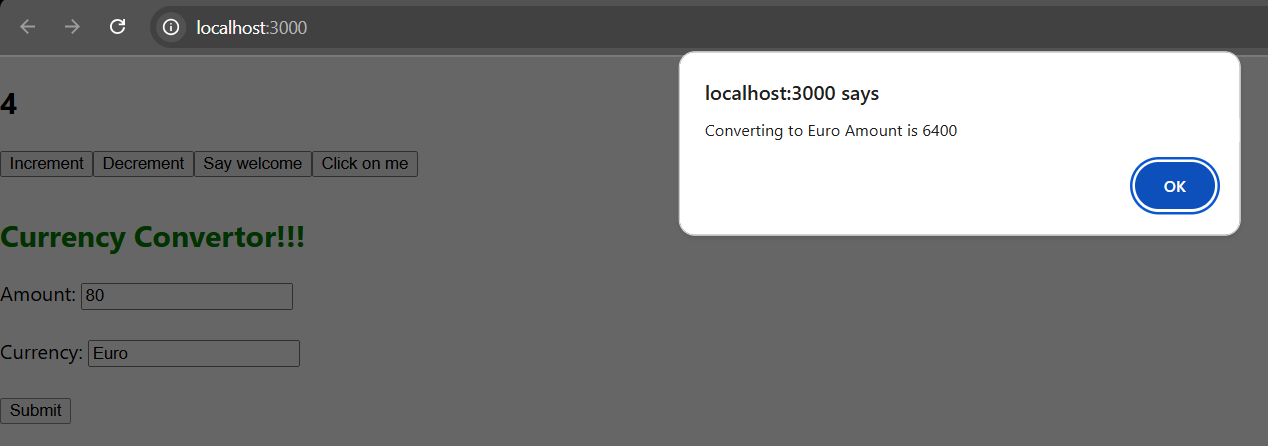 localhost:3000
localhost:3000 says
Converting to Euro Amount is 6400
OK
4
Increment Decrement Say welcome Click on me
Currency Convertor!!!
Amount: 80
Currency: Euro
Submit